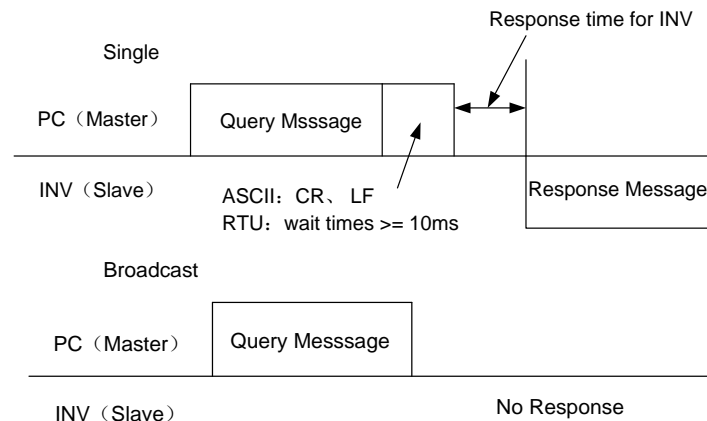 Response time for INV
Single
PC（Master）
Query Msssage
INV（Slave）
ASCII：CR、LF
RTU：wait times >= 10ms
Response Message
Broadcast
PC（Master）
Query Messsage
INV（Slave）
No Response